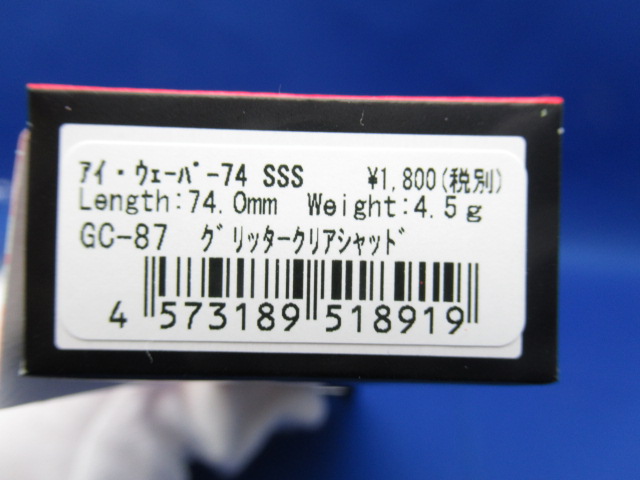 ｱｲ・ｳｪｰﾊﾞｰ74 SSS ¥1,800(税別)
Length:74.0mm Weight:4.5g
GC-87 ｸﾞﾘｯﾀｰｸﾘｱｼｬｯﾄﾞ
4 573189 518919